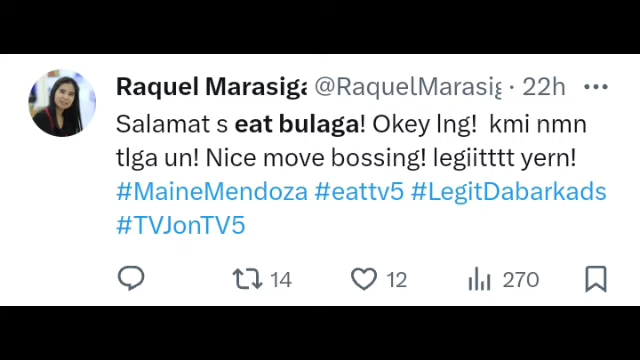 Raquel Marasiga @RaquelMarasig · 22h
Salamat s eat bulaga! Okey lng!  kmi nmn
tlga un! Nice move bossing! legiitttt yern!
#MaineMendoza #eattv5 #LegitDabarkads
#TVJonTV5
14 12 270